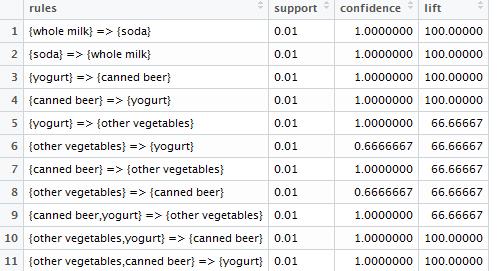 rules support confidence lift
1 {whole milk} => {soda} 0.01 1.0000000 100.00000
2 {soda} => {whole milk} 0.01 1.0000000 100.00000
3 {yogurt} => {canned beer} 0.01 1.0000000 100.00000
4 {canned beer} => {yogurt} 0.01 1.0000000 100.00000
5 {yogurt} => {other vegetables} 0.01 1.0000000 66.66667
6 {other vegetables} => {yogurt} 0.01 0.6666667 66.66667
7 {canned beer} => {other vegetables} 0.01 1.0000000 66.66667
8 {other vegetables} => {canned beer} 0.01 0.6666667 66.66667
9 {canned beer,yogurt} => {other vegetables} 0.01 1.0000000 66.66667
10 {other vegetables,yogurt} => {canned beer} 0.01 1.0000000 100.00000
11 {other vegetables,canned beer} => {yogurt} 0.01 1.0000000 100.00000